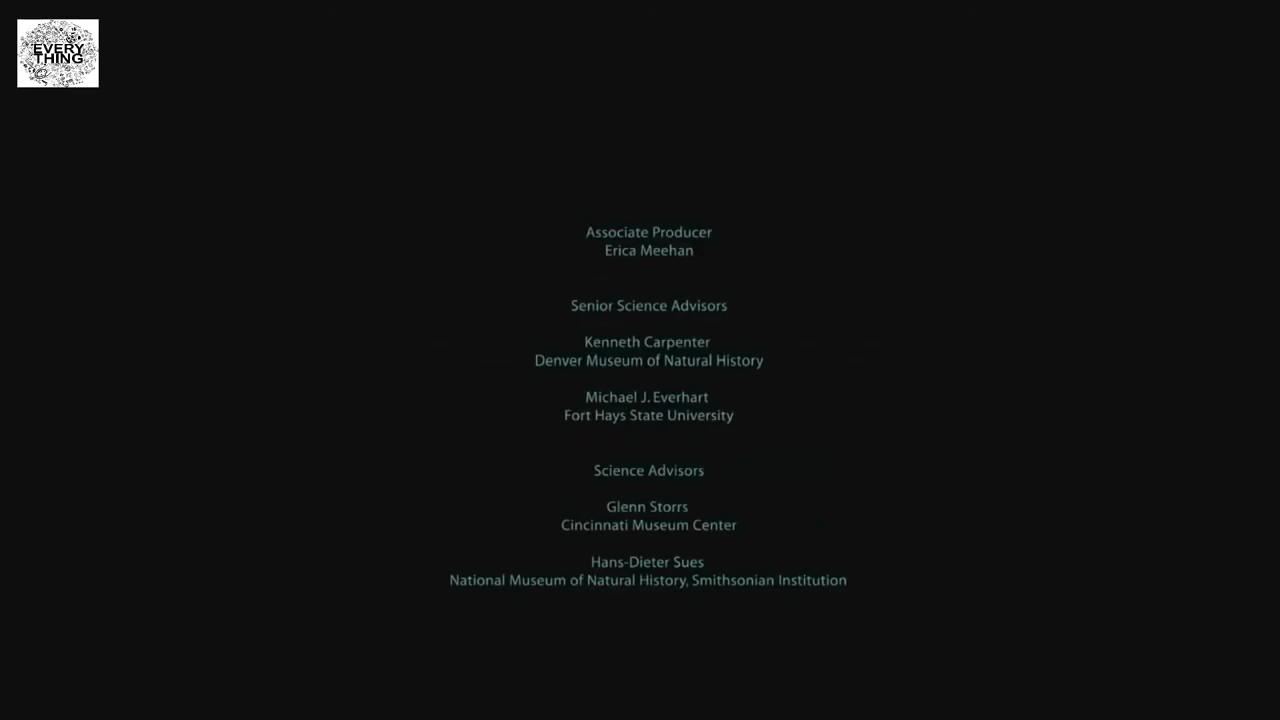 EVERY
THING
Associate Producer
Erica Meehan
Senior Science Advisors
Kenneth Carpenter
Denver Museum of Natural History
Michael J. Everhart
Fort Hays State University
Science Advisors
Glenn Storrs
Cincinnati Museum Center
Hans-Dieter Sues
National Museum of Natural History, Smithsonian Institution